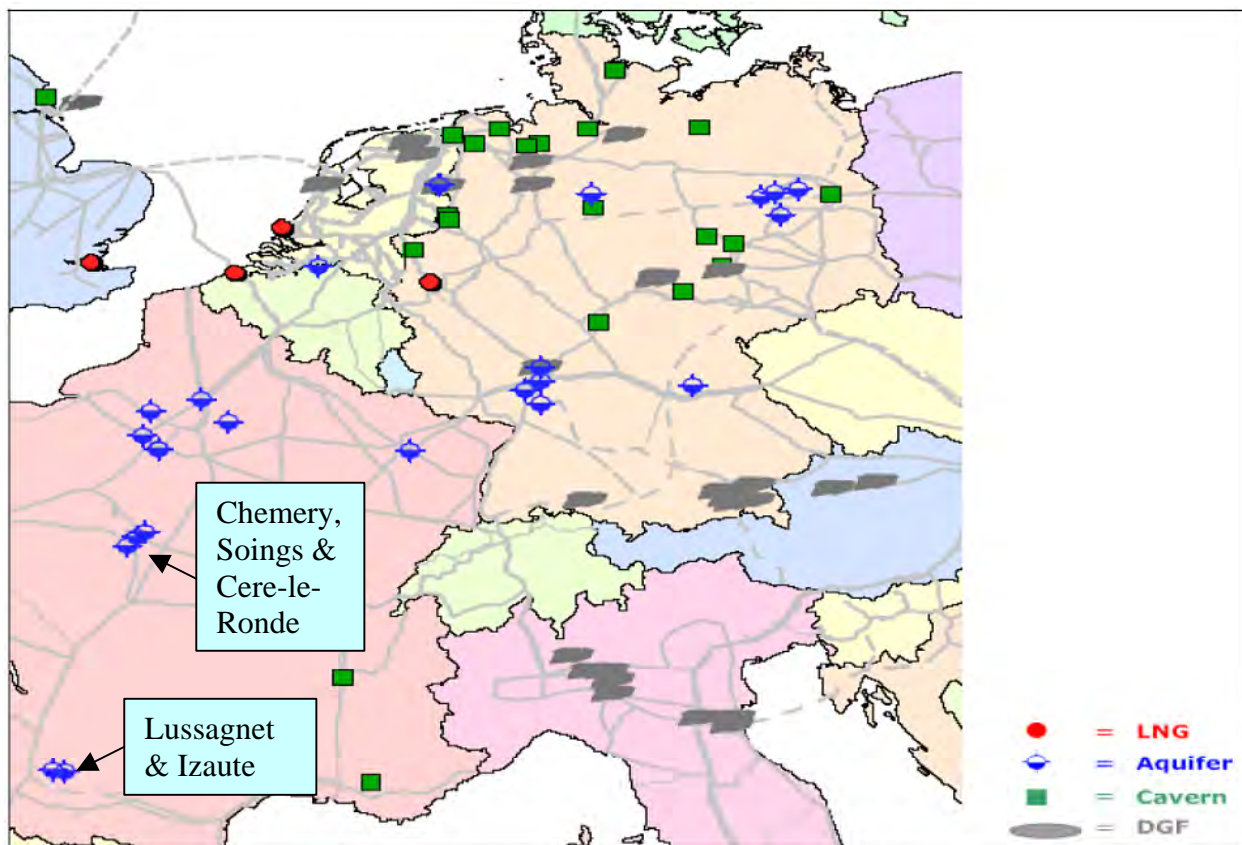 Chemery,
Soings &
Cere-le-
Ronde
Lussagnet
& Izaute
= LNG
= Aquifer
= Cavern
= DGF